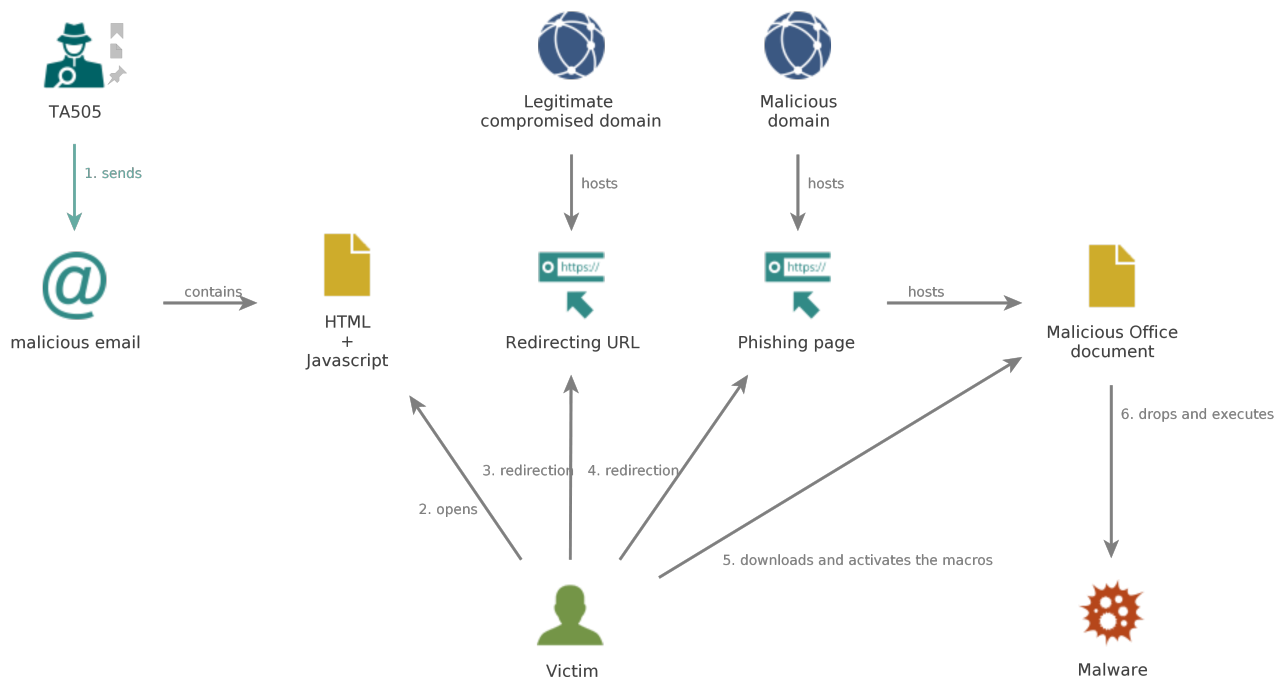 TA505
Legitimate
compromised domain
Malicious
domain
1. sends
hosts
hosts
contains
https://
https://
hosts
malicious email
HTML
+
Javascript
Redirecting URL
Phishing page
Malicious Office
document
6. drops and executes
3. redirection
4. redirection
2. opens
5. downloads and activates the macros
Victim
Malware